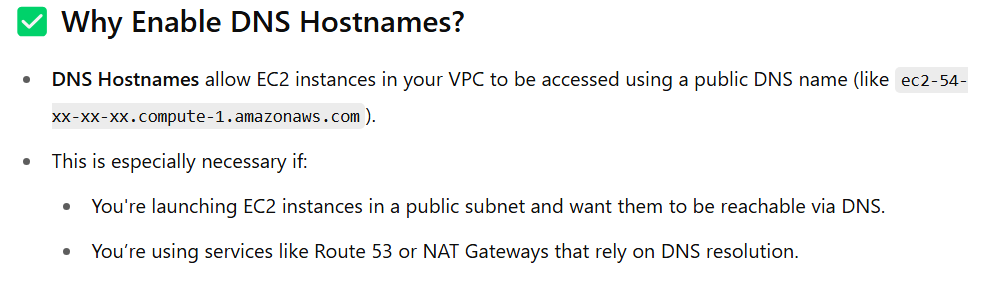 Why Enable DNS Hostnames?
DNS Hostnames allow EC2 instances in your VPC to be accessed using a public DNS name (like ec2-54-
xx-xx-xx.compute-1.amazonaws.com).
This is especially necessary if:
You're launching EC2 instances in a public subnet and want them to be reachable via DNS.
You’re using services like Route 53 or NAT Gateways that rely on DNS resolution.